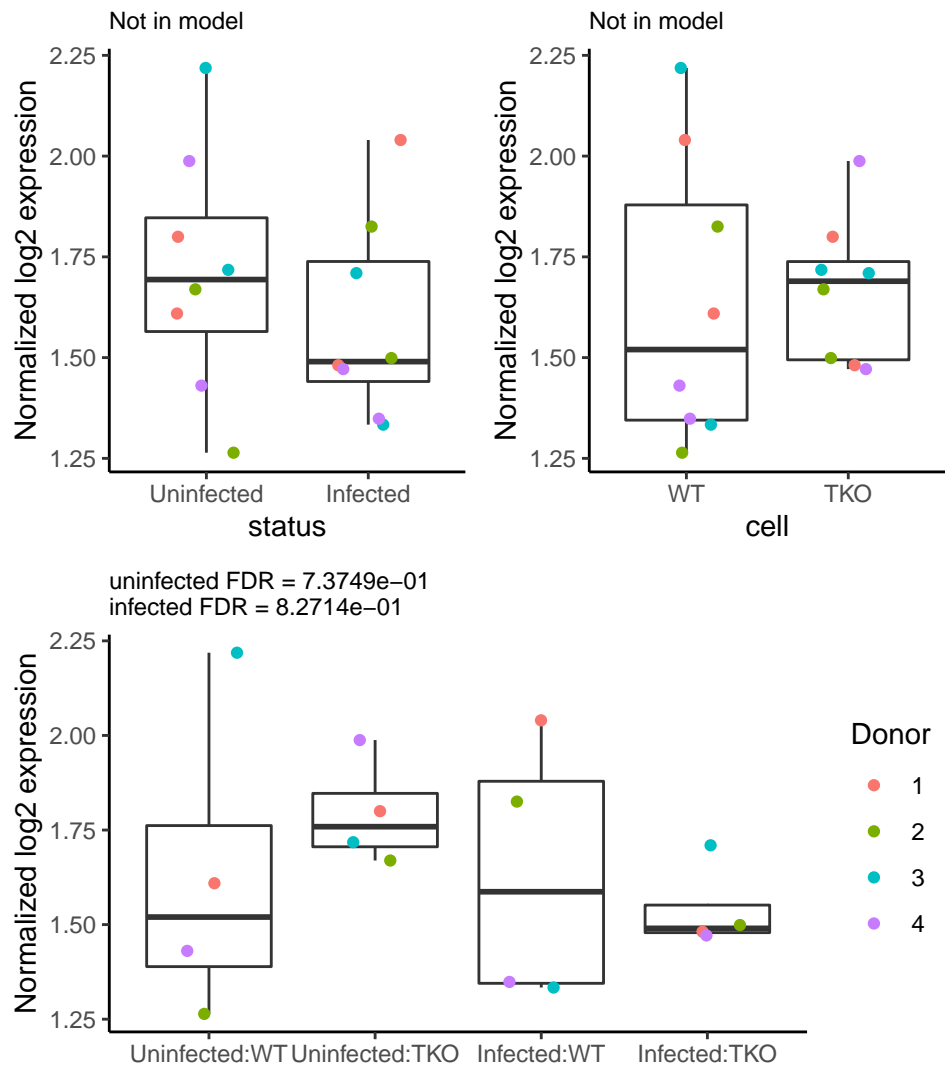 Not in model
Normalized log2 expression
2.25
2.00
1.75
1.50
1.25
Uninfected Infected
status
Not in model
Normalized log2 expression
2.25
2.00
1.75
1.50
1.25
WT TKO
cell
uninfected FDR = 7.3749e−01
infected FDR = 8.2714e−01
Normalized log2 expression
2.25
2.00
1.75
1.50
1.25
Uninfected:WT Uninfected:TKO Infected:WT Infected:TKO
Donor
1
2
3
4